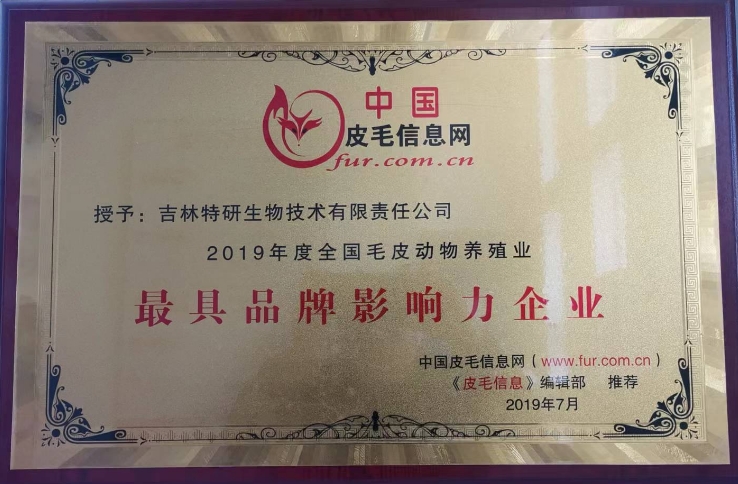 中国
皮毛信息网
fur.com.cn
授予：吉林特研生物技术有限责任公司
2019年度全国毛皮动物养殖业
最具品牌影响力企业
中国皮毛信息网（www.fur.com.cn）
《皮毛信息》编辑部 推荐
2019年7月